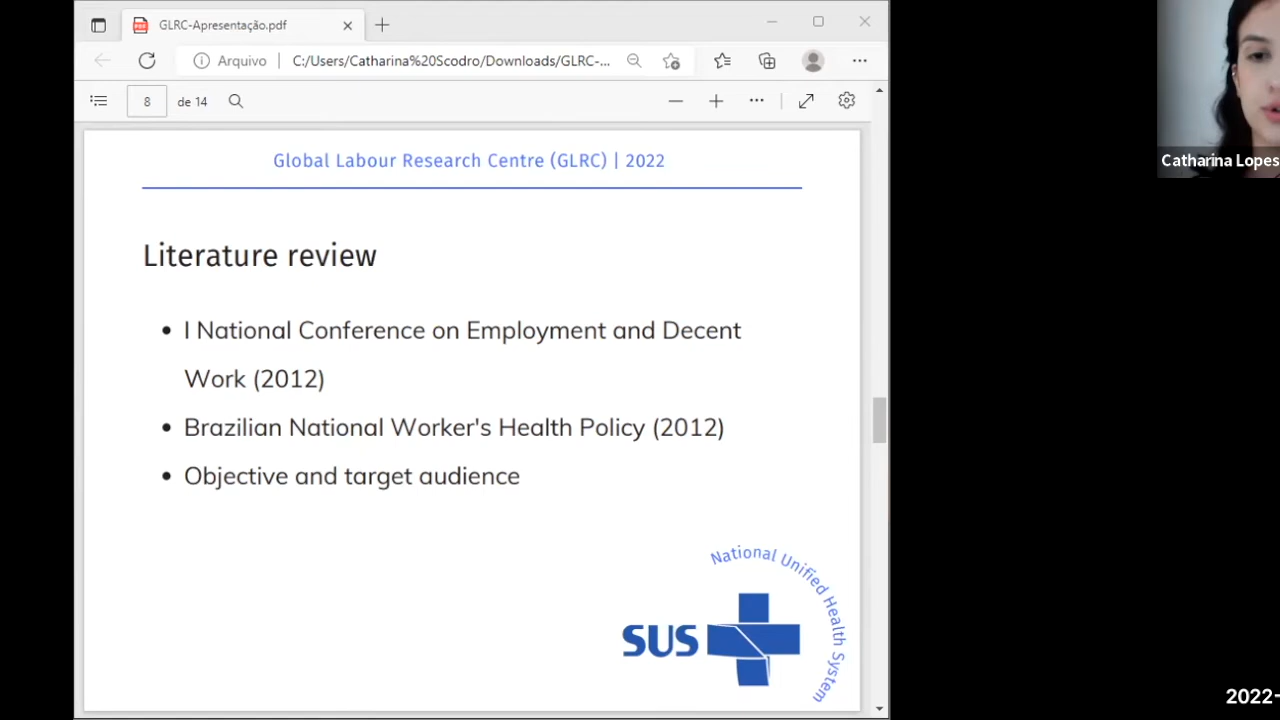 GLRC-Apresentação.pdf
Arquivo
C:/Users/Catharina%20Scodro/Downloads/GLRC-...
8
de 14
Global Labour Research Centre (GLRC) | 2022
Literature review
• I National Conference on Employment and Decent
Work (2012)
• Brazilian National Worker's Health Policy (2012)
• Objective and target audience
National Unified Health System
SUS
Catharina Lopes
2022-